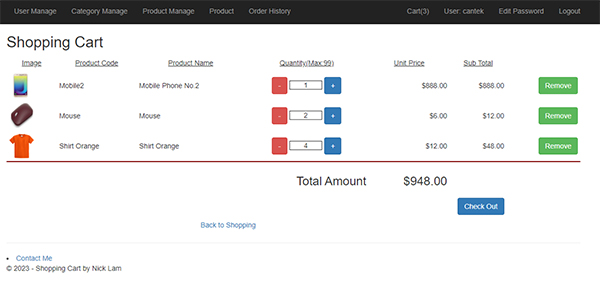 User Manage Category Manage Product Manage Product Order History Cart(3) User: cantek Edit Password Logout
Shopping Cart
Image Product Code Product Name Quantity(Max:99) Unit Price Sub Total
Mobile2 Mobile Phone No.2 - 1 + $888.00 $888.00 Remove
Mouse Mouse - 2 + $6.00 $12.00 Remove
Shirt Orange Shirt Orange - 4 + $12.00 $48.00 Remove
Total Amount $948.00
Check Out
Back to Shopping
Contact Me
© 2023 - Shopping Cart by Nick Lam